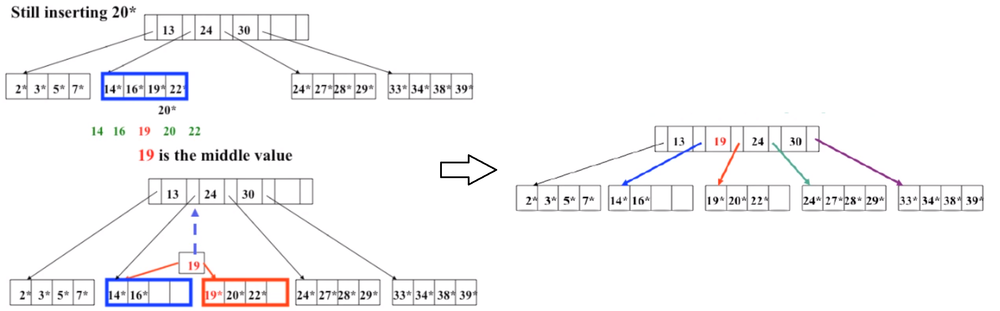 Still inserting 20*
13 24 30
2* 3* 5* 7* 14* 16* 19* 22* 24* 27* 28* 29* 33* 34* 38* 39*
20*
14 16 19 20 22
19 is the middle value
13 24 30
19
2* 3* 5* 7* 14* 16* 19* 20* 22* 24* 27* 28* 29* 33* 34* 38* 39*
13 19 24 30
2* 3* 5* 7* 14* 16* 19* 20* 22* 24* 27* 28* 29* 33* 34* 38* 39*